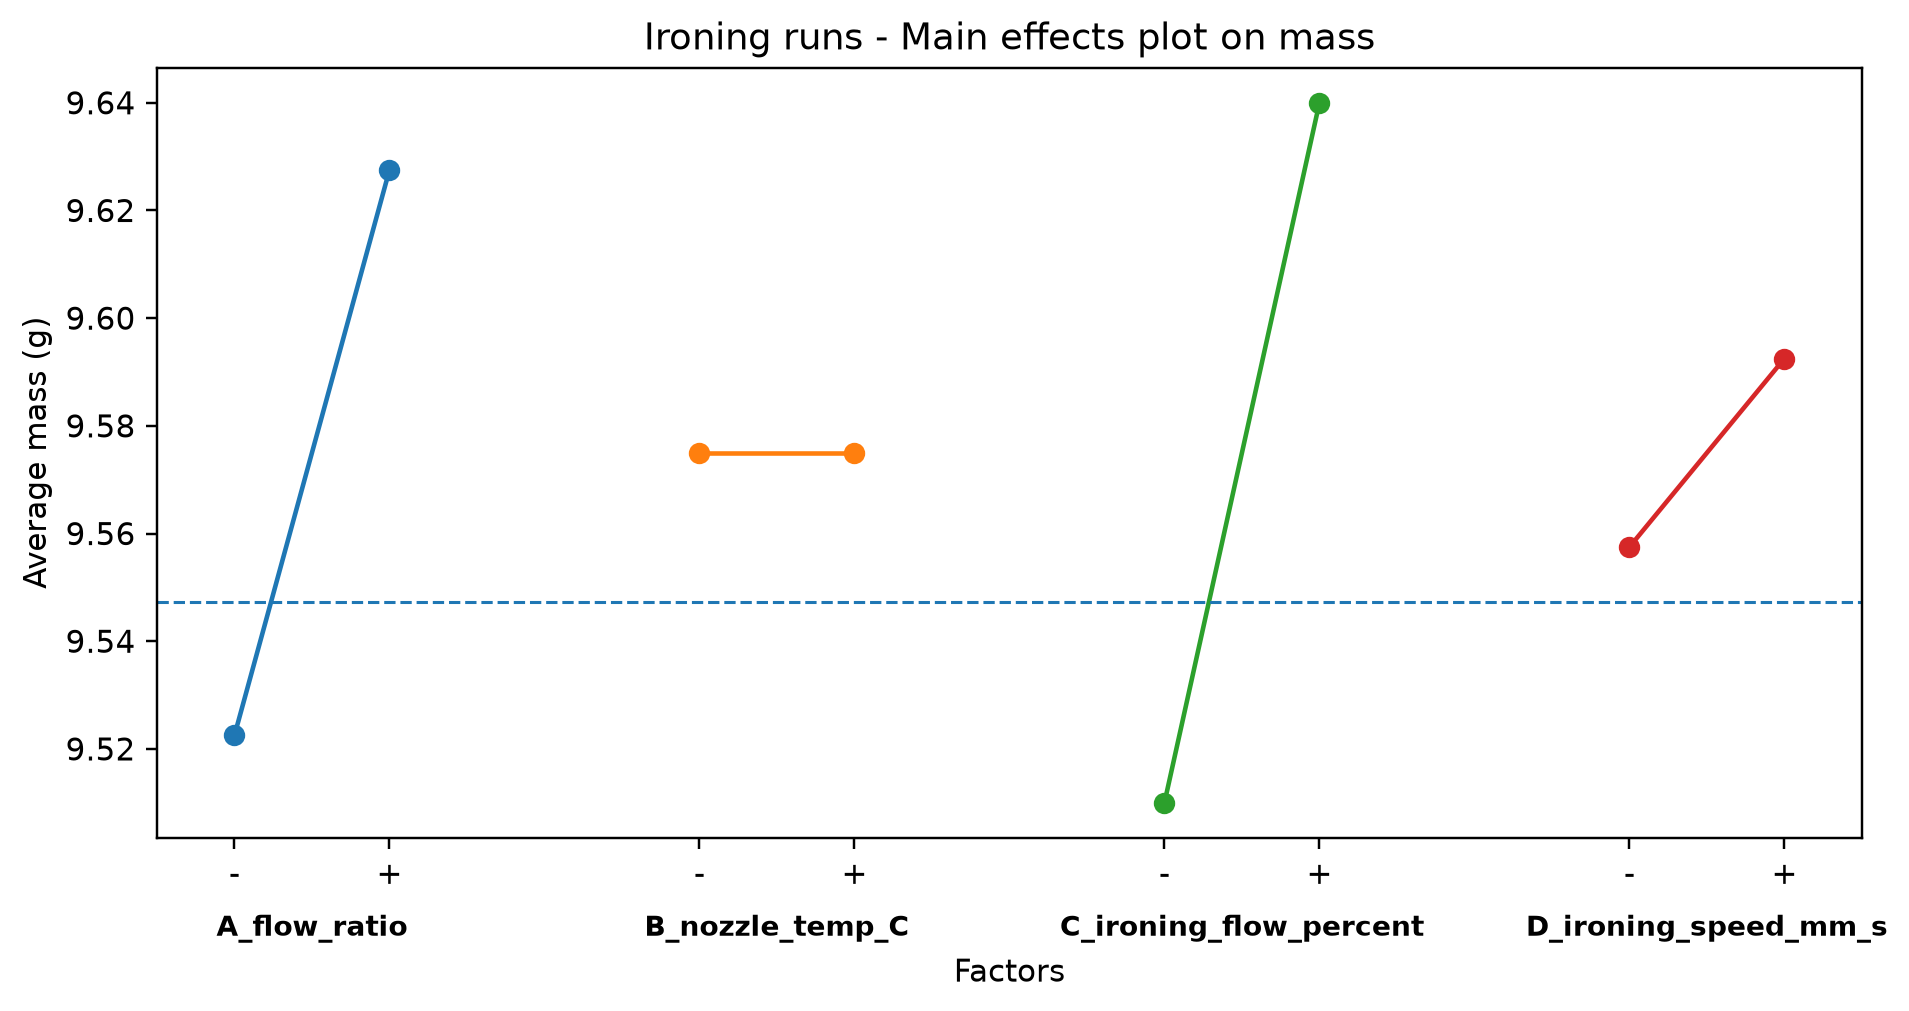 Ironing runs - Main effects plot on mass
Average mass (g)
9.64
9.62
9.60
9.58
9.56
9.54
9.52
- + - + - + - +
A_flow_ratio B_nozzle_temp_C C_ironing_flow_percent D_ironing_speed_mm_s
Factors